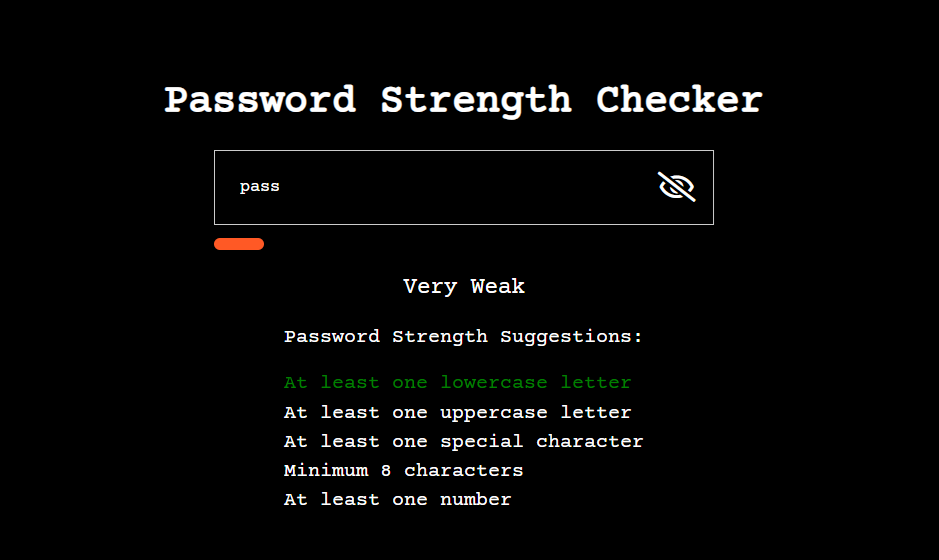 Password Strength Checker
pass
Very Weak
Password Strength Suggestions:
At least one lowercase letter
At least one uppercase letter
At least one special character
Minimum 8 characters
At least one number